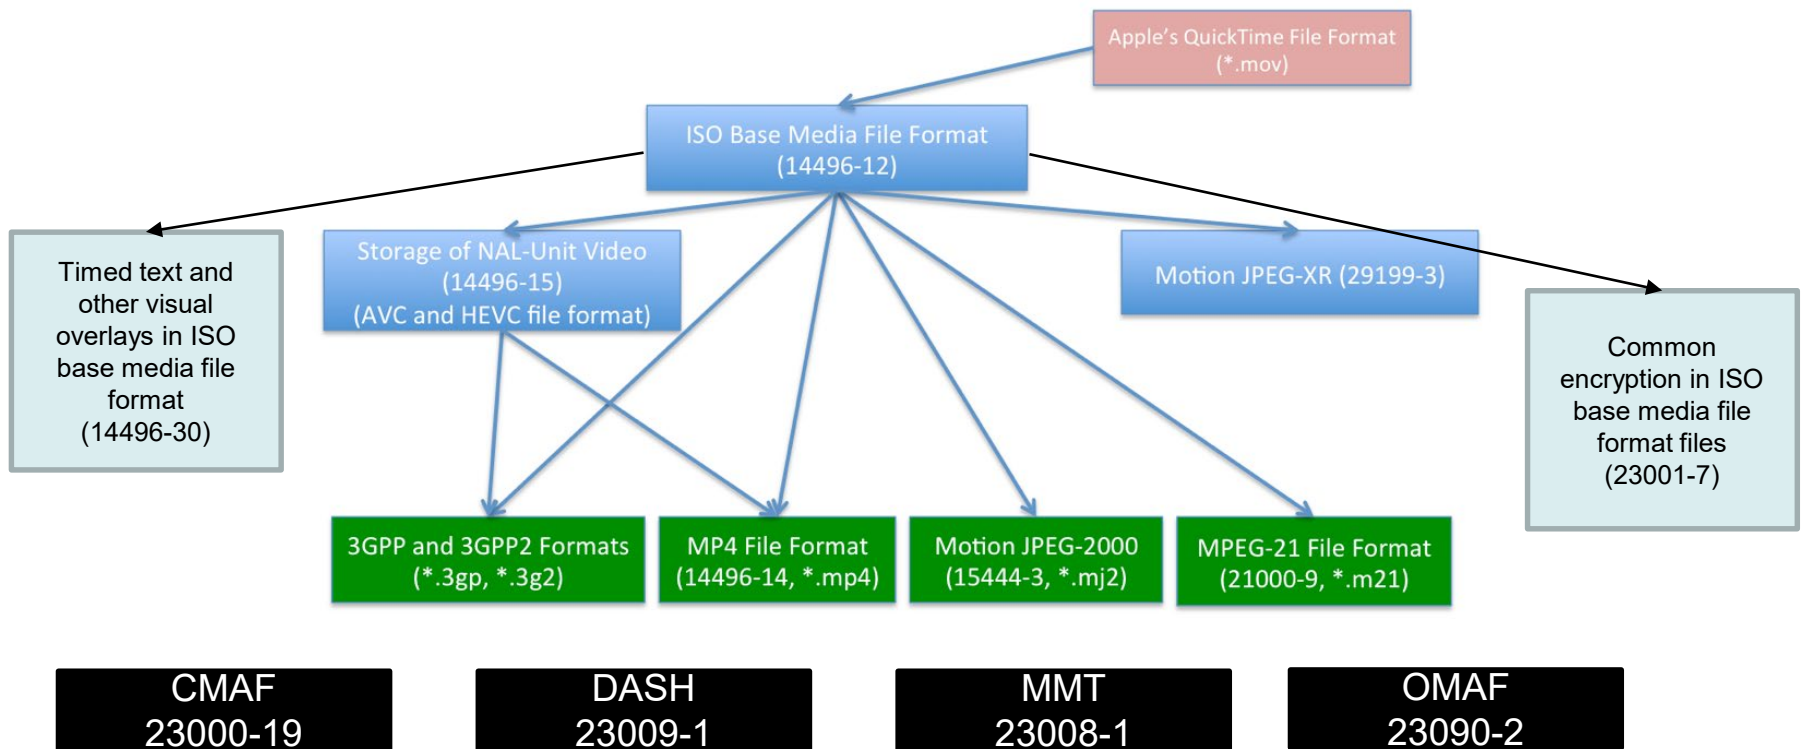 Apple's QuickTime File Format
(*.mov)
ISO Base Media File Format
(14496-12)
Timed text and
other visual
overlays in ISO
base media file
format
(14496-30)
Storage of NAL-Unit Video
(14496-15)
(AVC and HEVC file format)
Motion JPEG-XR (29199-3)
Common
encryption in ISO
base media file
format files
(23001-7)
3GPP and 3GPP2 Formats
(*.3gp, *.3g2)
MP4 File Format
(14496-14, *.mp4)
Motion JPEG-2000
(15444-3, *.mj2)
MPEG-21 File Format
(21000-9, *.m21)
CMAF
23000-19
DASH
23009-1
MMT
23008-1
OMAF
23090-2